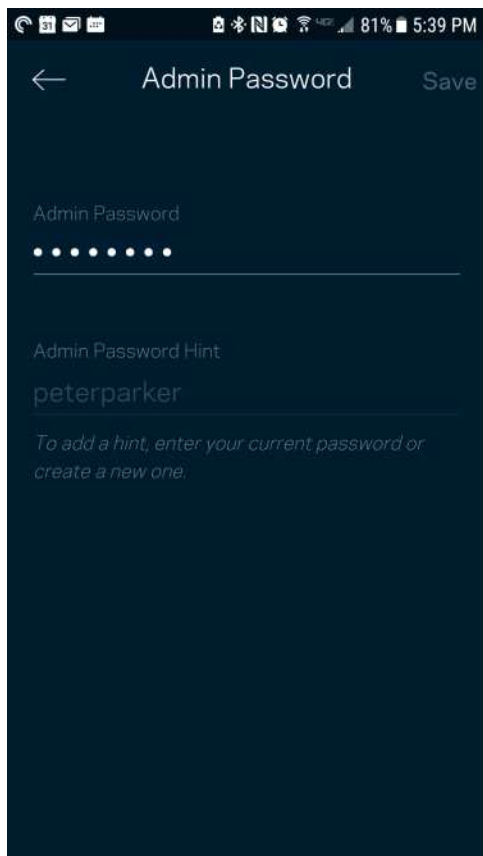 31 81% 5:39 PM
Admin Password Save
Admin Password
••••••••
Admin Password Hint
peterparker
To add a hint, enter your current password or
create a new one.